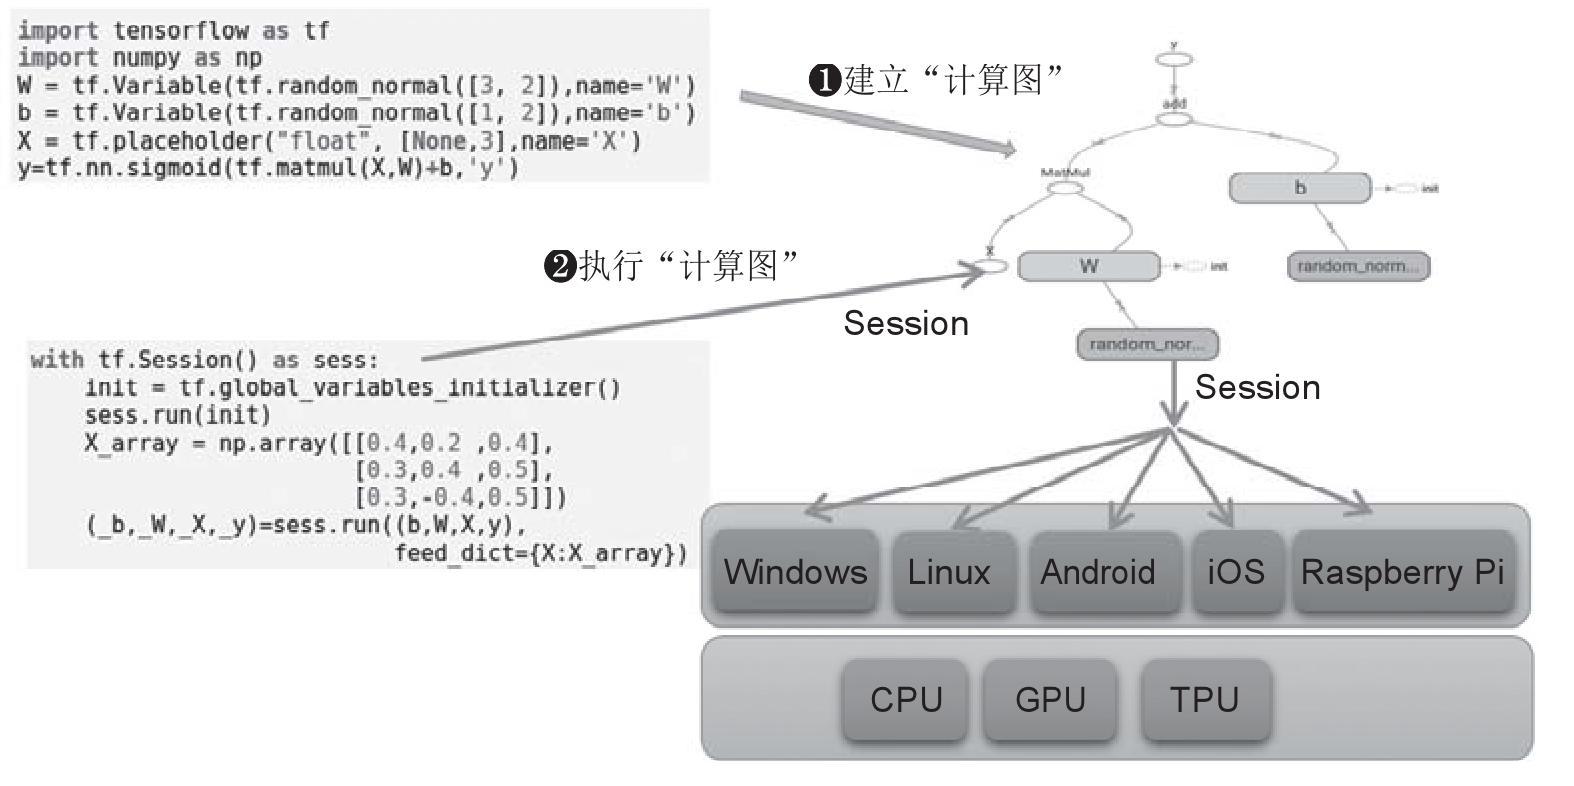 import tensorflow as tf
import numpy as np
W = tf.Variable(tf.random_normal([3, 2]),name='W')
b = tf.Variable(tf.random_normal([1, 2]),name='b')
X = tf.placeholder("float", [None,3],name='X')
y=tf.nn.sigmoid(tf.matmul(X,W)+b,'y')
❶建立“计算图”
y
add
MatMul
b
init
X
W
init
random_norm...
random_nor...
❷执行“计算图”
Session
with tf.Session() as sess:
    init = tf.global_variables_initializer()
    sess.run(init)
    X_array = np.array([[0.4,0.2 ,0.4],
                        [0.3,0.4 ,0.5],
                        [0.3,-0.4,0.5]])
    (_b,_W,_X,_y)=sess.run((b,W,X,y),
                           feed_dict={X:X_array})
Session
Windows
Linux
Android
iOS
Raspberry Pi
CPU
GPU
TPU